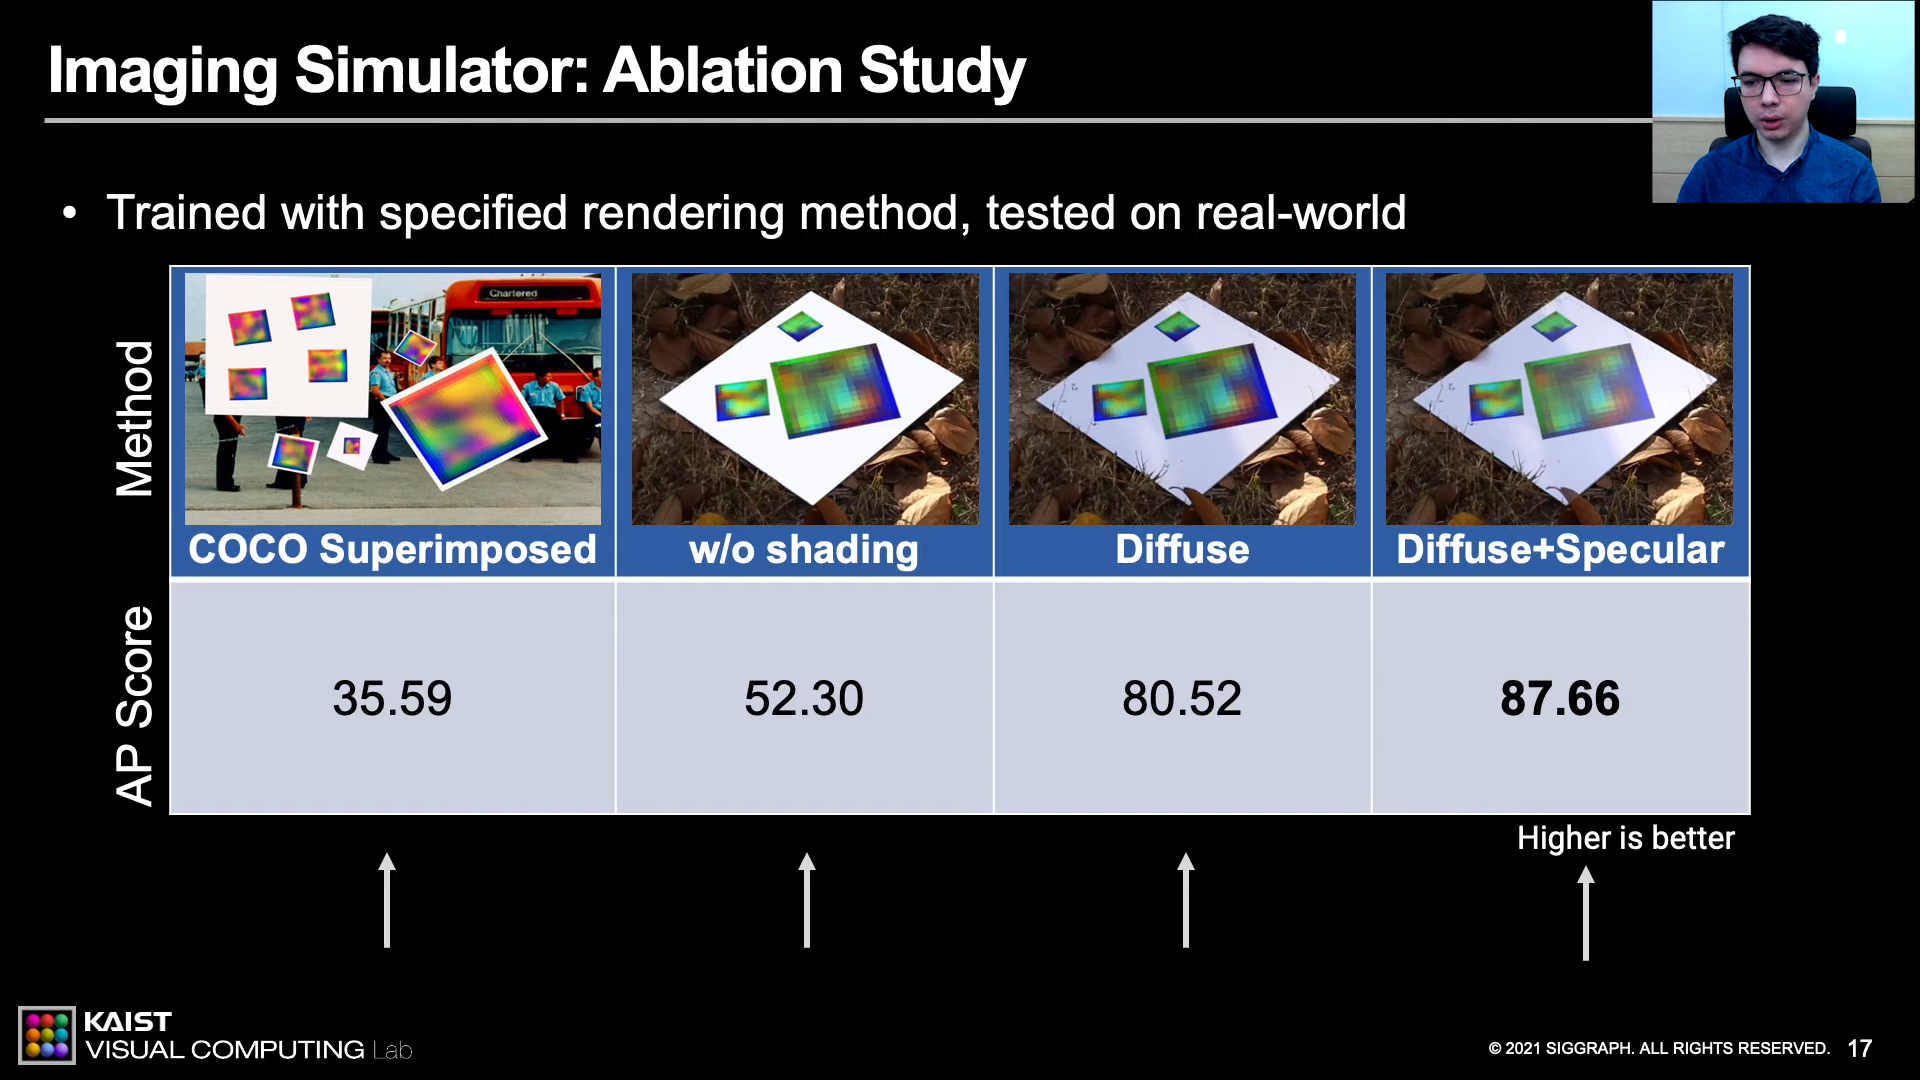 Imaging Simulator: Ablation Study
• Trained with specified rendering method, tested on real-world
Method
Chartered
COCO Superimposed
w/o shading
Diffuse
Diffuse+Specular
AP Score
35.59
52.30
80.52
87.66
Higher is better
KAIST
VISUAL COMPUTING Lab
© 2021 SIGGRAPH. ALL RIGHTS RESERVED.
17